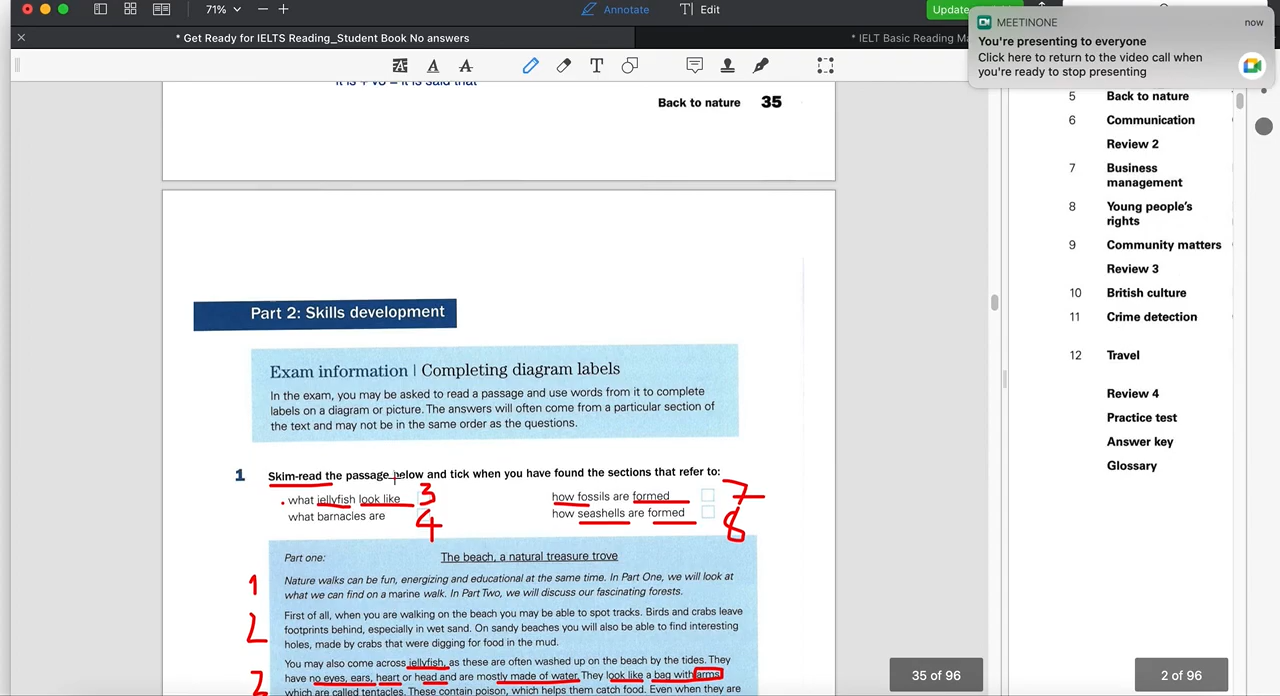 71%
Annotate
Edit
Update
MEETINONE
now
You're presenting to everyone
Click here to return to the video call when
you're ready to stop presenting
* Get Ready for IELTS Reading_Student Book No answers
* IELT Basic Reading Ma
it is + V3 = it is said that
Back to nature 35
Part 2: Skills development
Exam information | Completing diagram labels
In the exam, you may be asked to read a passage and use words from it to complete
labels on a diagram or picture. The answers will often come from a particular section of
the text and may not be in the same order as the questions.
1 Skim-read the passage below and tick when you have found the sections that refer to:
what jellyfish look like 3
what barnacles are 4
how fossils are formed 7
how seashells are formed 8
Part one: The beach, a natural treasure trove
1 Nature walks can be fun, energizing and educational at the same time. In Part One, we will look at
what we can find on a marine walk. In Part Two, we will discuss our fascinating forests.
2 First of all, when you are walking on the beach you may be able to spot tracks. Birds and crabs leave
footprints behind, especially in wet sand. On sandy beaches you will also be able to find interesting
holes, made by crabs that were digging for food in the mud.
You may also come across jellyfish, as these are often washed up on the beach by the tides. They
3 have no eyes, ears, heart or head and are mostly made of water. They look like a bag with arms
which are called tentacles. These contain poison, which helps them catch food. Even when they are
35 of 96
5 Back to nature
6 Communication
Review 2
7 Business
management
8 Young people's
rights
9 Community matters
Review 3
10 British culture
11 Crime detection
12 Travel
Review 4
Practice test
Answer key
Glossary
2 of 96